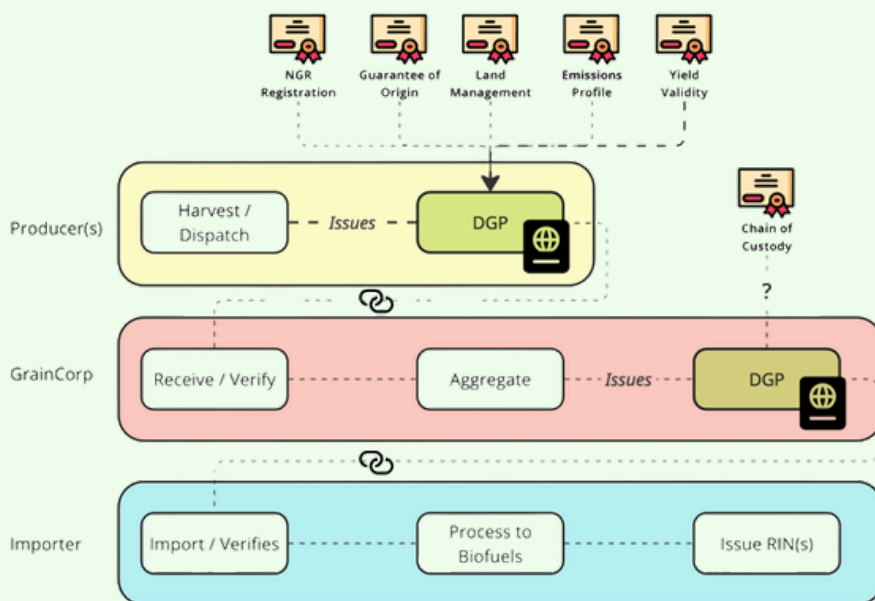 NGR
Registration
Guarantee of
Origin
Land
Management
Emissions
Profile
Yield
Validity
Producer(s)
Harvest /
Dispatch
Issues
DGP
Chain of
Custody
?
GrainCorp
Receive / Verify
Aggregate
Issues
DGP
Importer
Import / Verifies
Process to
Biofuels
Issue RIN(s)